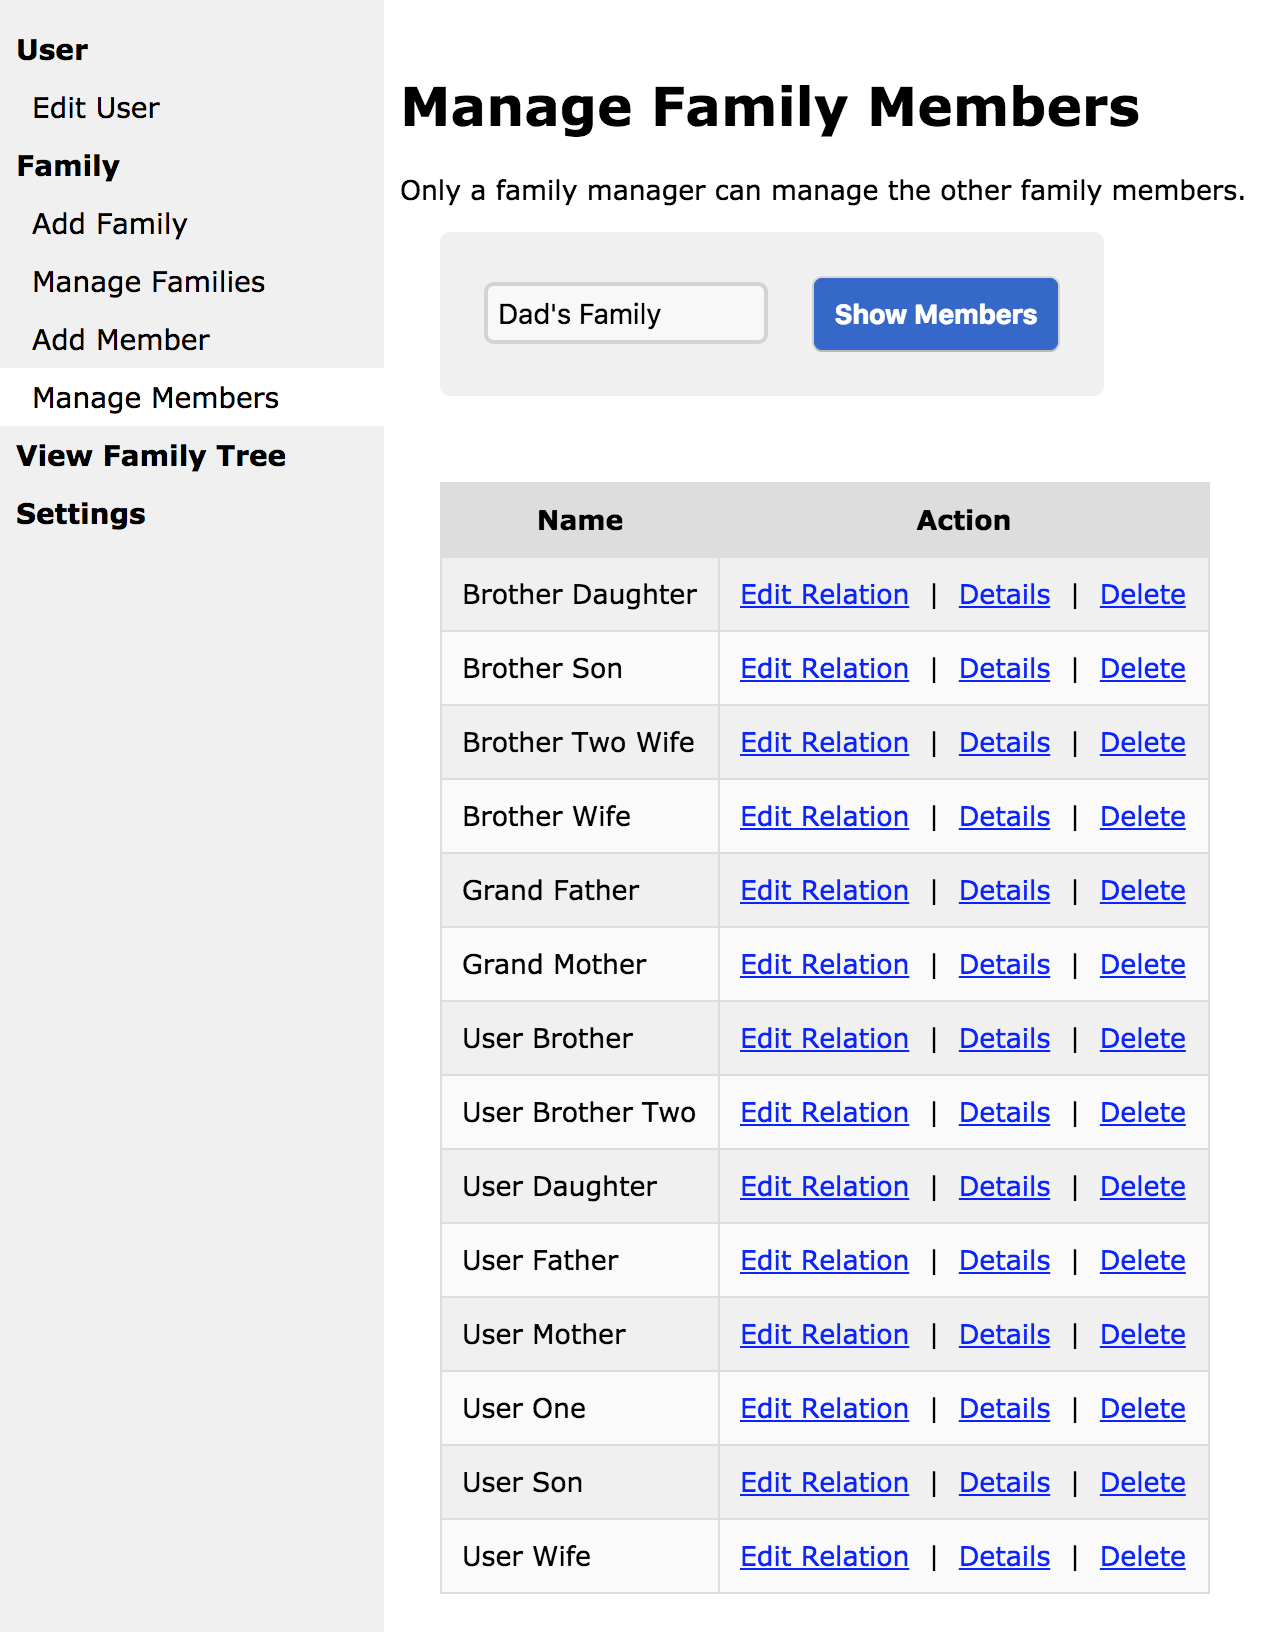 User
Edit User
Family
Add Family
Manage Families
Add Member
Manage Members
View Family Tree
Settings
Manage Family Members
Only a family manager can manage the other family members.
Dad's Family Show Members
Name Action
Brother Daughter Edit Relation | Details | Delete
Brother Son Edit Relation | Details | Delete
Brother Two Wife Edit Relation | Details | Delete
Brother Wife Edit Relation | Details | Delete
Grand Father Edit Relation | Details | Delete
Grand Mother Edit Relation | Details | Delete
User Brother Edit Relation | Details | Delete
User Brother Two Edit Relation | Details | Delete
User Daughter Edit Relation | Details | Delete
User Father Edit Relation | Details | Delete
User Mother Edit Relation | Details | Delete
User One Edit Relation | Details | Delete
User Son Edit Relation | Details | Delete
User Wife Edit Relation | Details | Delete